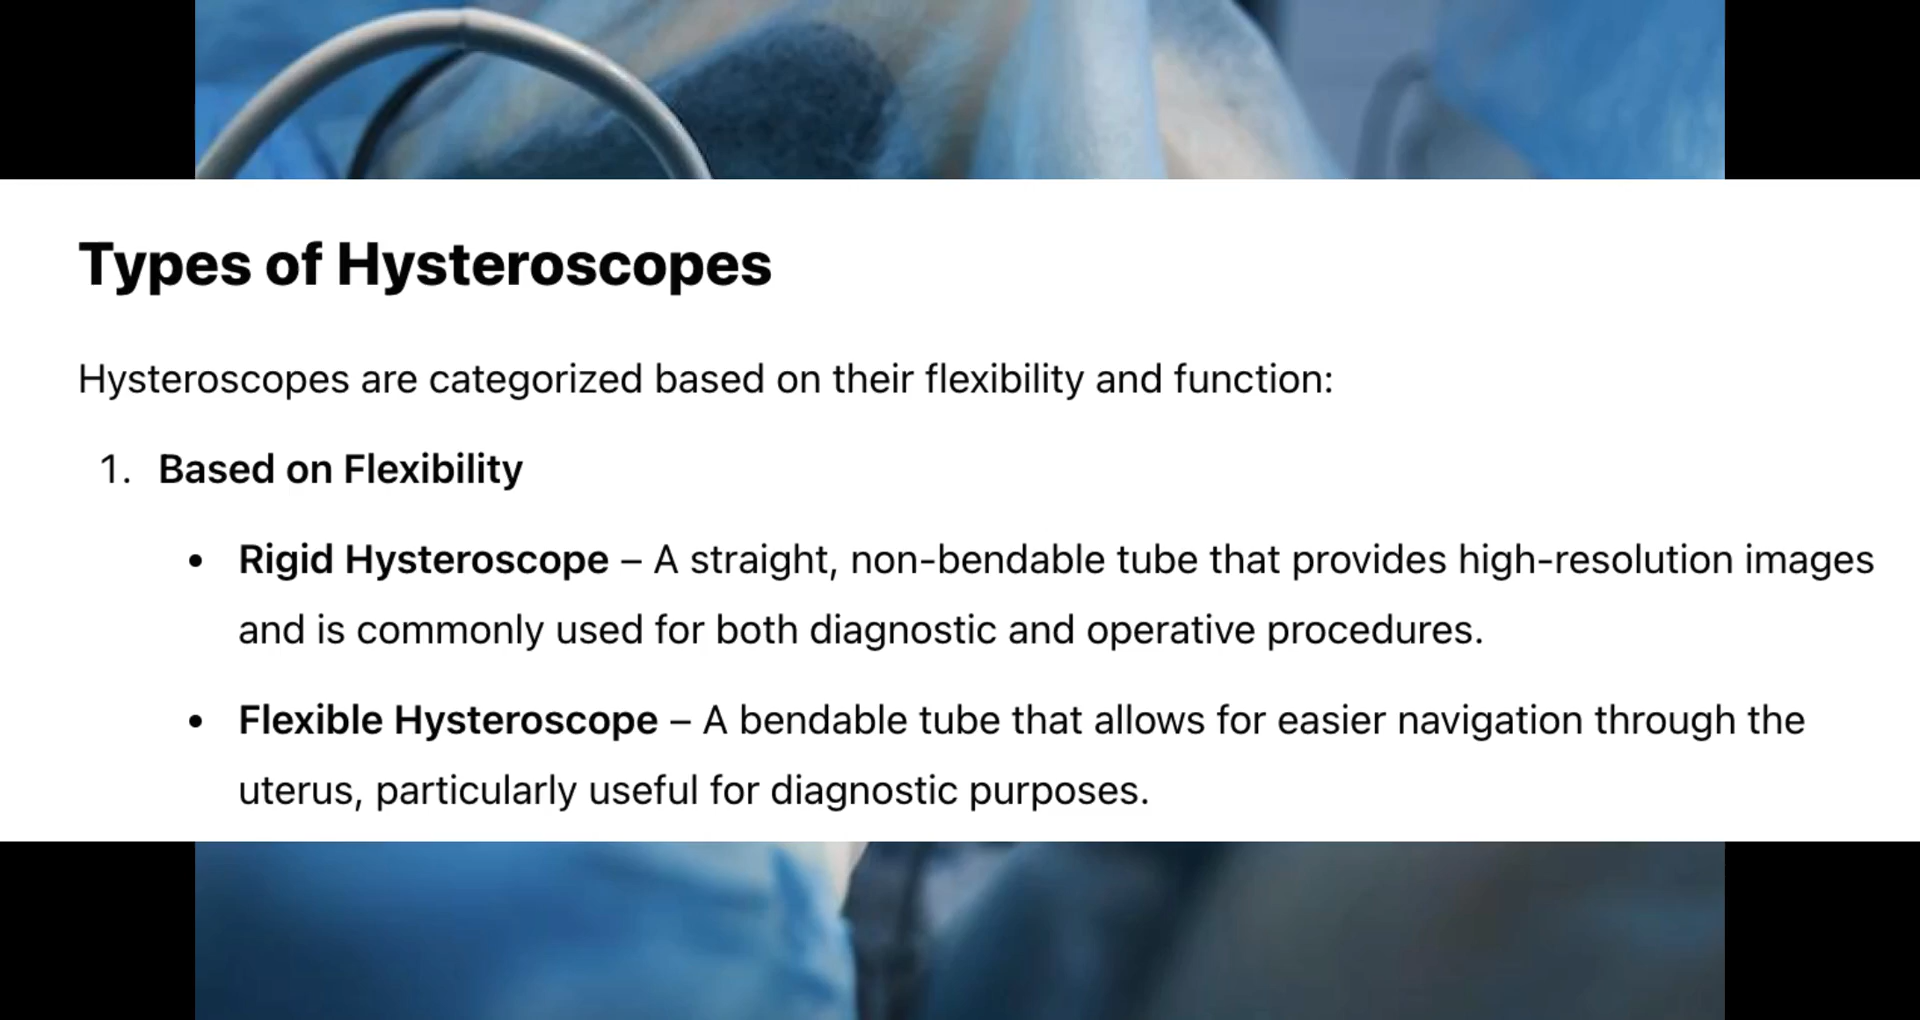 Types of Hysteroscopes
Hysteroscopes are categorized based on their flexibility and function:
1. Based on Flexibility
• Rigid Hysteroscope – A straight, non-bendable tube that provides high-resolution images
and is commonly used for both diagnostic and operative procedures.
• Flexible Hysteroscope – A bendable tube that allows for easier navigation through the
uterus, particularly useful for diagnostic purposes.